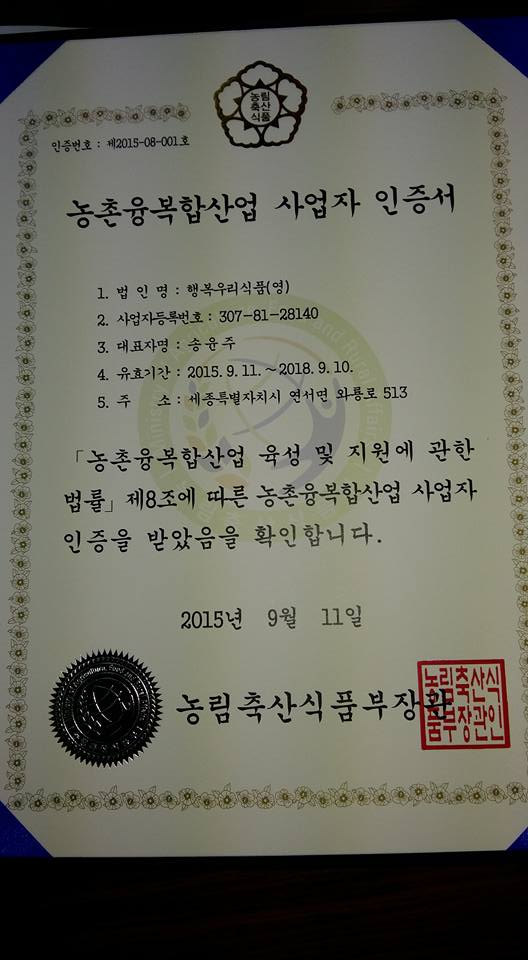 농림
축산
식품
인증번호 : 제2015-08-001호
농촌융복합산업 사업자 인증서
1. 법 인 명 : 행복우리식품(영)
2. 사업자등록번호 : 307-81-28140
3. 대표자명 : 송윤주
4. 유효기간 : 2015. 9. 11. ~ 2018. 9. 10.
5. 주 소 : 세종특별자치시 연서면 와룡로 513
「농촌융복합산업 육성 및 지원에 관한
법률」 제8조에 따른 농촌융복합산업 사업자
인증을 받았음을 확인합니다.
2015년 9월 11일
농림축산식품부장관
농림축산식
품부장관인